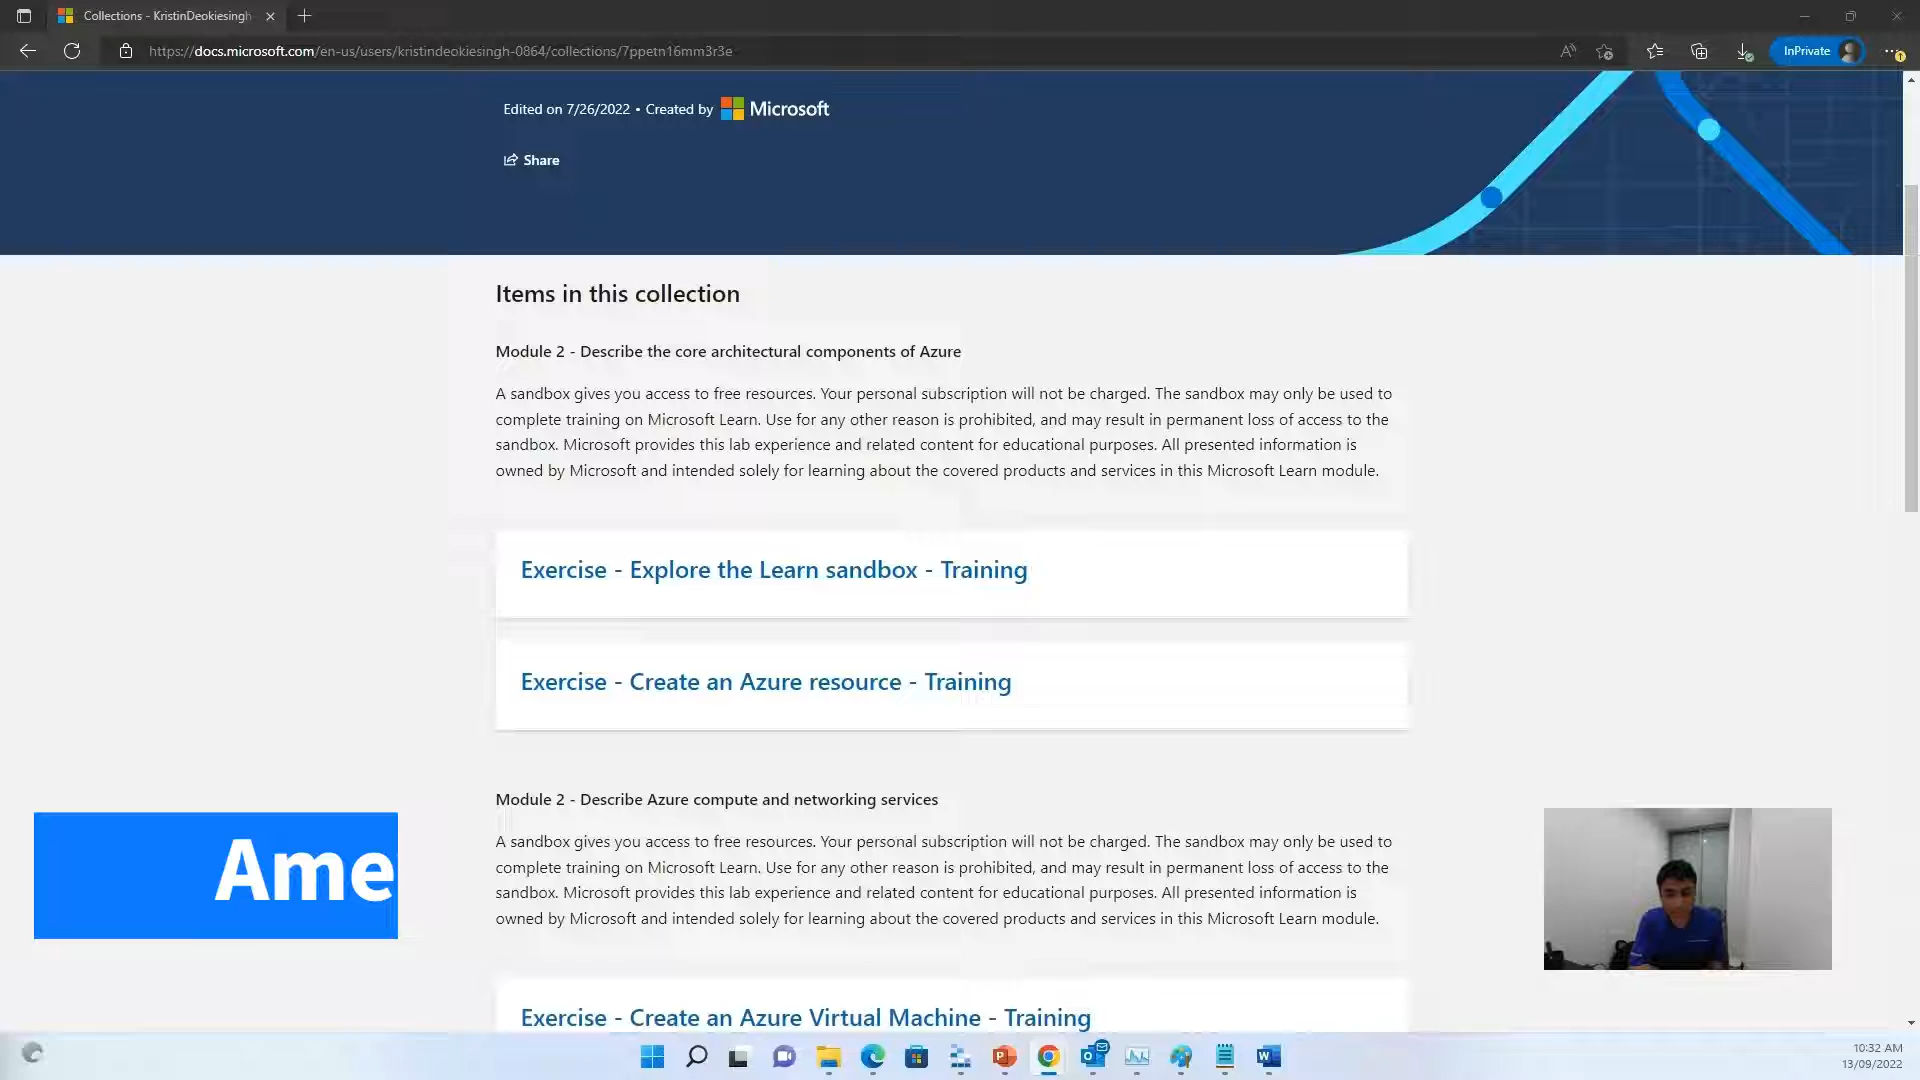 Collections - KristinDeokiesingh
https://docs.microsoft.com/en-us/users/kristindeokiesingh-0864/collections/7ppetn16mm3r3e
InPrivate
Edited on 7/26/2022 • Created by Microsoft
Share
Items in this collection
Module 2 - Describe the core architectural components of Azure
A sandbox gives you access to free resources. Your personal subscription will not be charged. The sandbox may only be used to
complete training on Microsoft Learn. Use for any other reason is prohibited, and may result in permanent loss of access to the
sandbox. Microsoft provides this lab experience and related content for educational purposes. All presented information is
owned by Microsoft and intended solely for learning about the covered products and services in this Microsoft Learn module.
Exercise - Explore the Learn sandbox - Training
Exercise - Create an Azure resource - Training
Module 2 - Describe Azure compute and networking services
A sandbox gives you access to free resources. Your personal subscription will not be charged. The sandbox may only be used to
complete training on Microsoft Learn. Use for any other reason is prohibited, and may result in permanent loss of access to the
sandbox. Microsoft provides this lab experience and related content for educational purposes. All presented information is
owned by Microsoft and intended solely for learning about the covered products and services in this Microsoft Learn module.
Ame
Exercise - Create an Azure Virtual Machine - Training
10:32 AM
13/09/2022